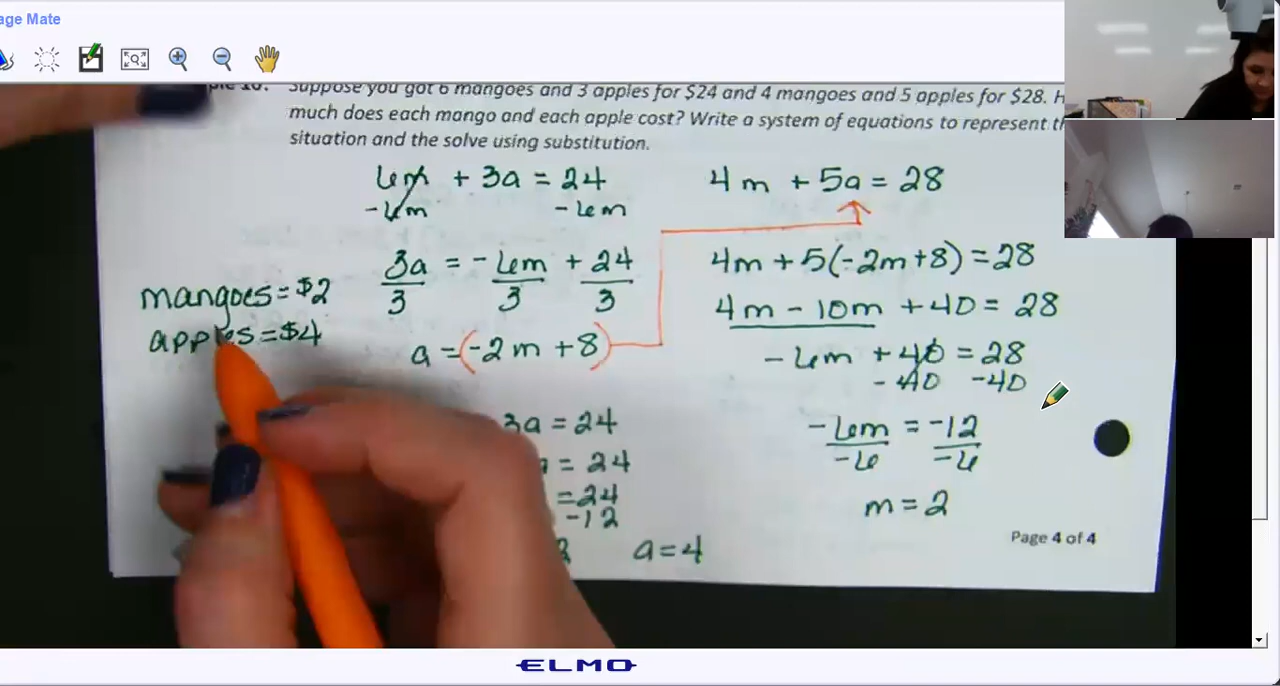 age Mate
Suppose you got 6 mangoes and 3 apples for $24 and 4 mangoes and 5 apples for $28. H
much does each mango and each apple cost? Write a system of equations to represent th
situation and the solve using substitution.
6m + 3a = 24
-6m -6m
3a = -6m + 24
3 3 3
a = (-2m + 8)
mangoes = $2
apples = $4
3a = 24
= 24
= 24
-12
a = 4
4m + 5a = 28
4m + 5(-2m + 8) = 28
4m - 10m + 40 = 28
-6m + 40 = 28
-40 -40
-6m = -12
-6 -6
m = 2
Page 4 of 4
ELMO